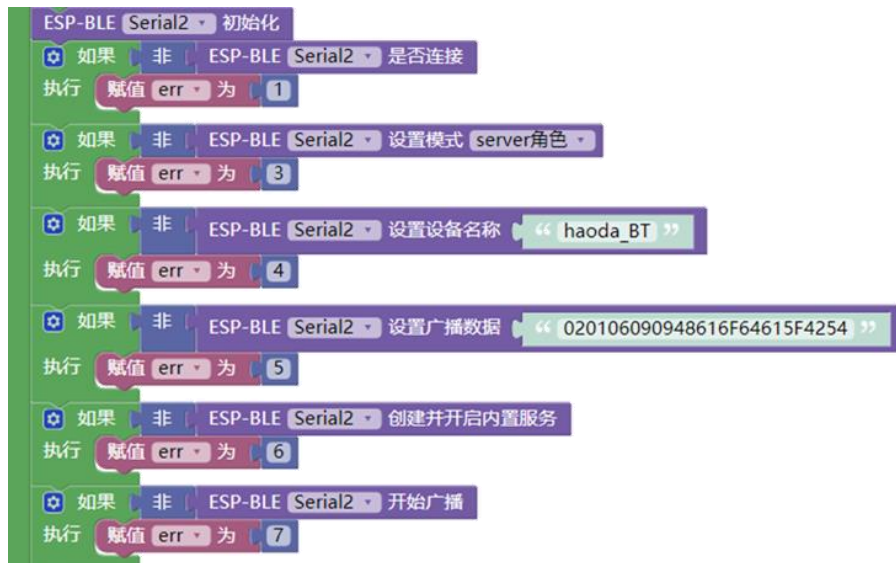 ESP-BLE Serial2 初始化
如果 非 ESP-BLE Serial2 是否连接
执行 赋值 err 为 1
如果 非 ESP-BLE Serial2 设置模式 server角色
执行 赋值 err 为 3
如果 非 ESP-BLE Serial2 设置设备名称 “ haoda_BT ”
执行 赋值 err 为 4
如果 非 ESP-BLE Serial2 设置广播数据 “ 020106090948616F64615F4254 ”
执行 赋值 err 为 5
如果 非 ESP-BLE Serial2 创建并开启内置服务
执行 赋值 err 为 6
如果 非 ESP-BLE Serial2 开始广播
执行 赋值 err 为 7